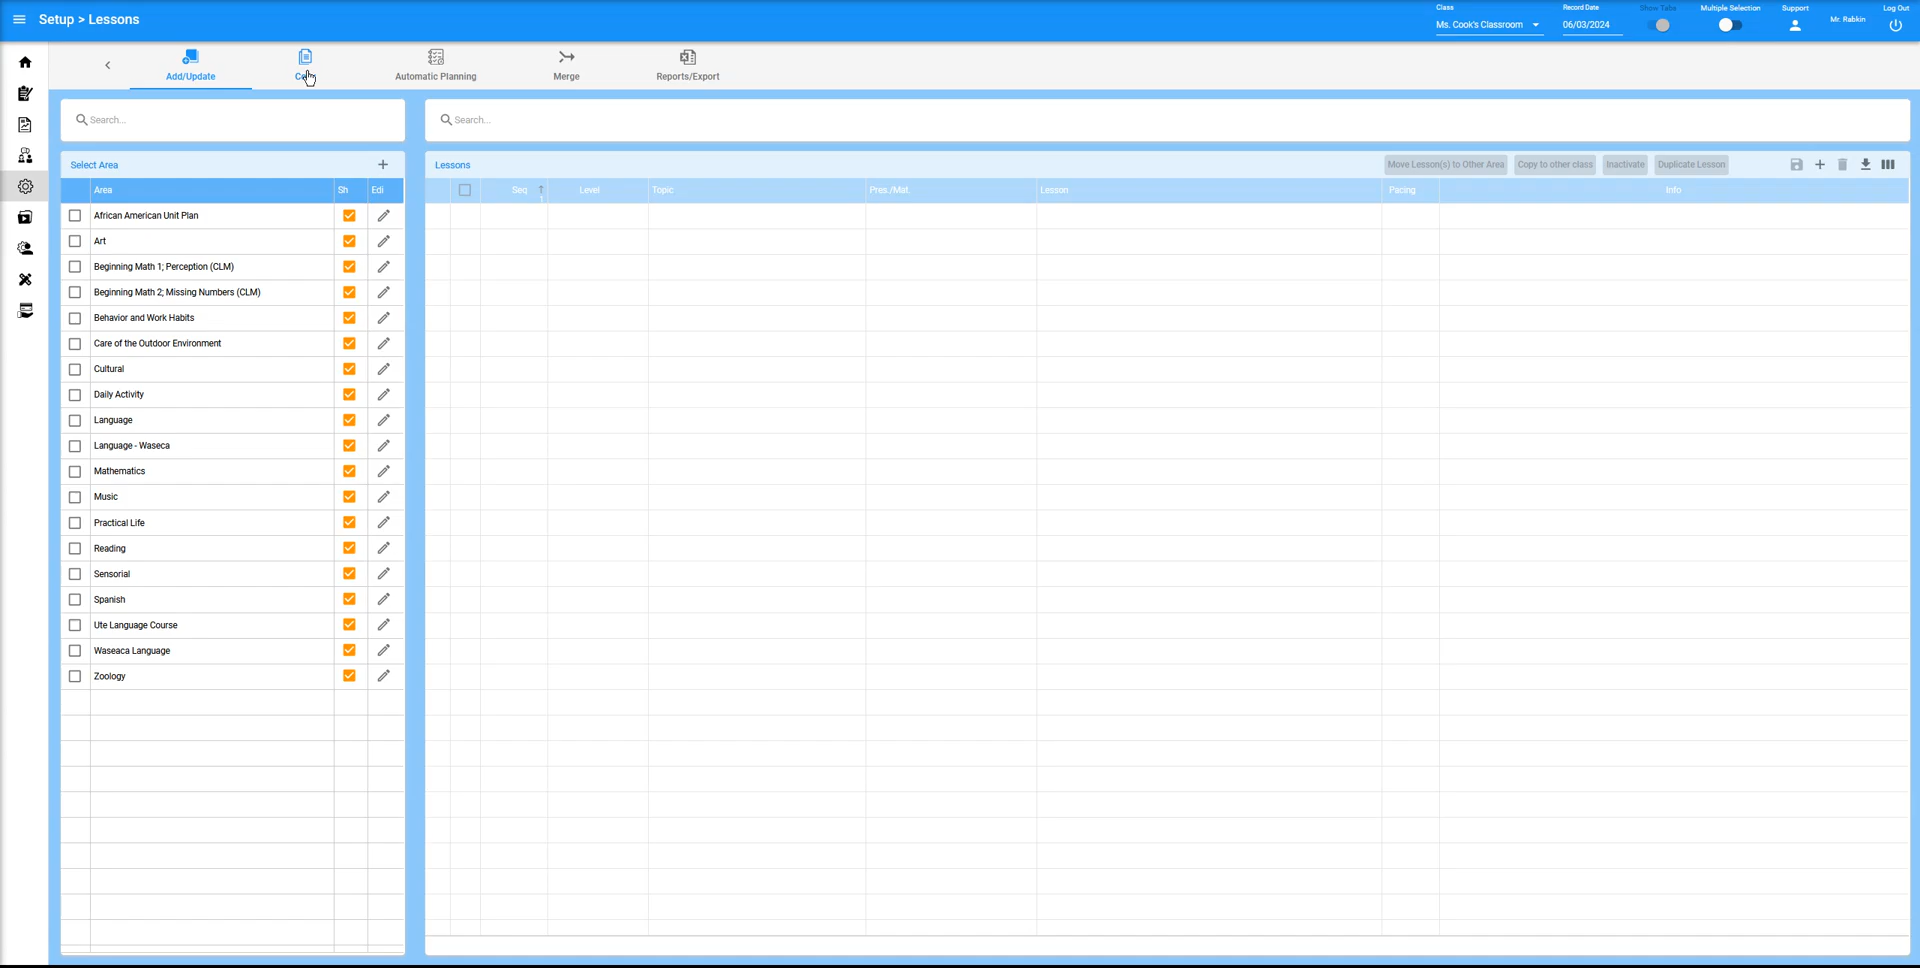 Setup > Lessons
Class
Ms. Cook's Classroom
Record Date
06/03/2024
Show Tabs
Multiple Selection
Support
Mr. Rabkin
Log Out
Add/Update
Automatic Planning
Merge
Reports/Export
Search...
Search...
Select Area
Lessons
Move Lesson(s) to Other Area
Copy to other class
Inactivate
Duplicate Lesson
Area
Sh
Edi
Seq
1
Level
Topic
Pres./Mat.
Lesson
Pacing
Info
African American Unit Plan
Art
Beginning Math 1; Perception (CLM)
Beginning Math 2; Missing Numbers (CLM)
Behavior and Work Habits
Care of the Outdoor Environment
Cultural
Daily Activity
Language
Language - Waseca
Mathematics
Music
Practical Life
Reading
Sensorial
Spanish
Ute Language Course
Waseaca Language
Zoology